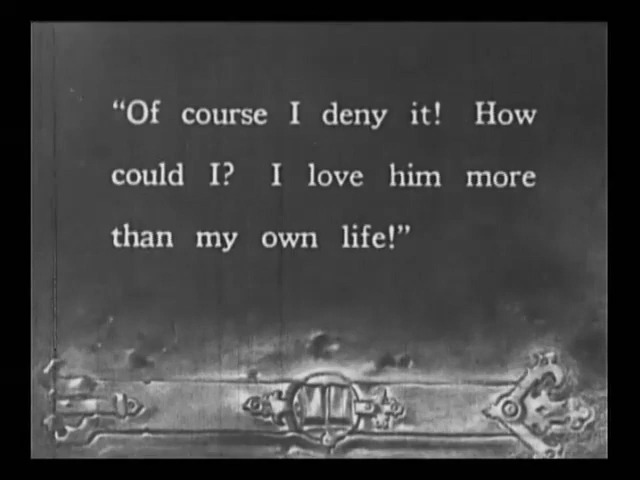 “Of course I deny it! How
could I? I love him more
than my own life!”